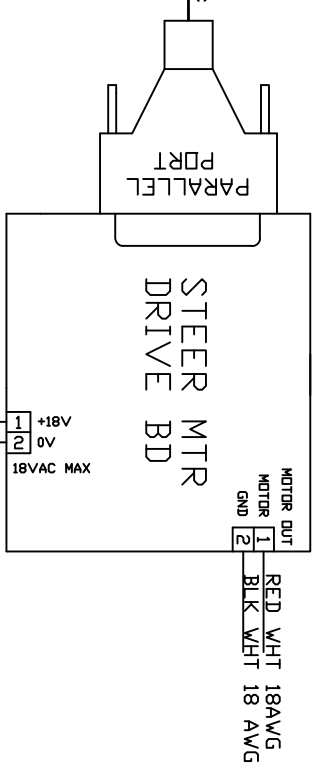 PARALLEL
PORT
STEER MTR
DRIVE BD
1 +18V
2 0V
18VAC MAX
MOTOR OUT
MOTOR
GND
1
2
RED WHT 18AWG
BLK WHT 18 AWG